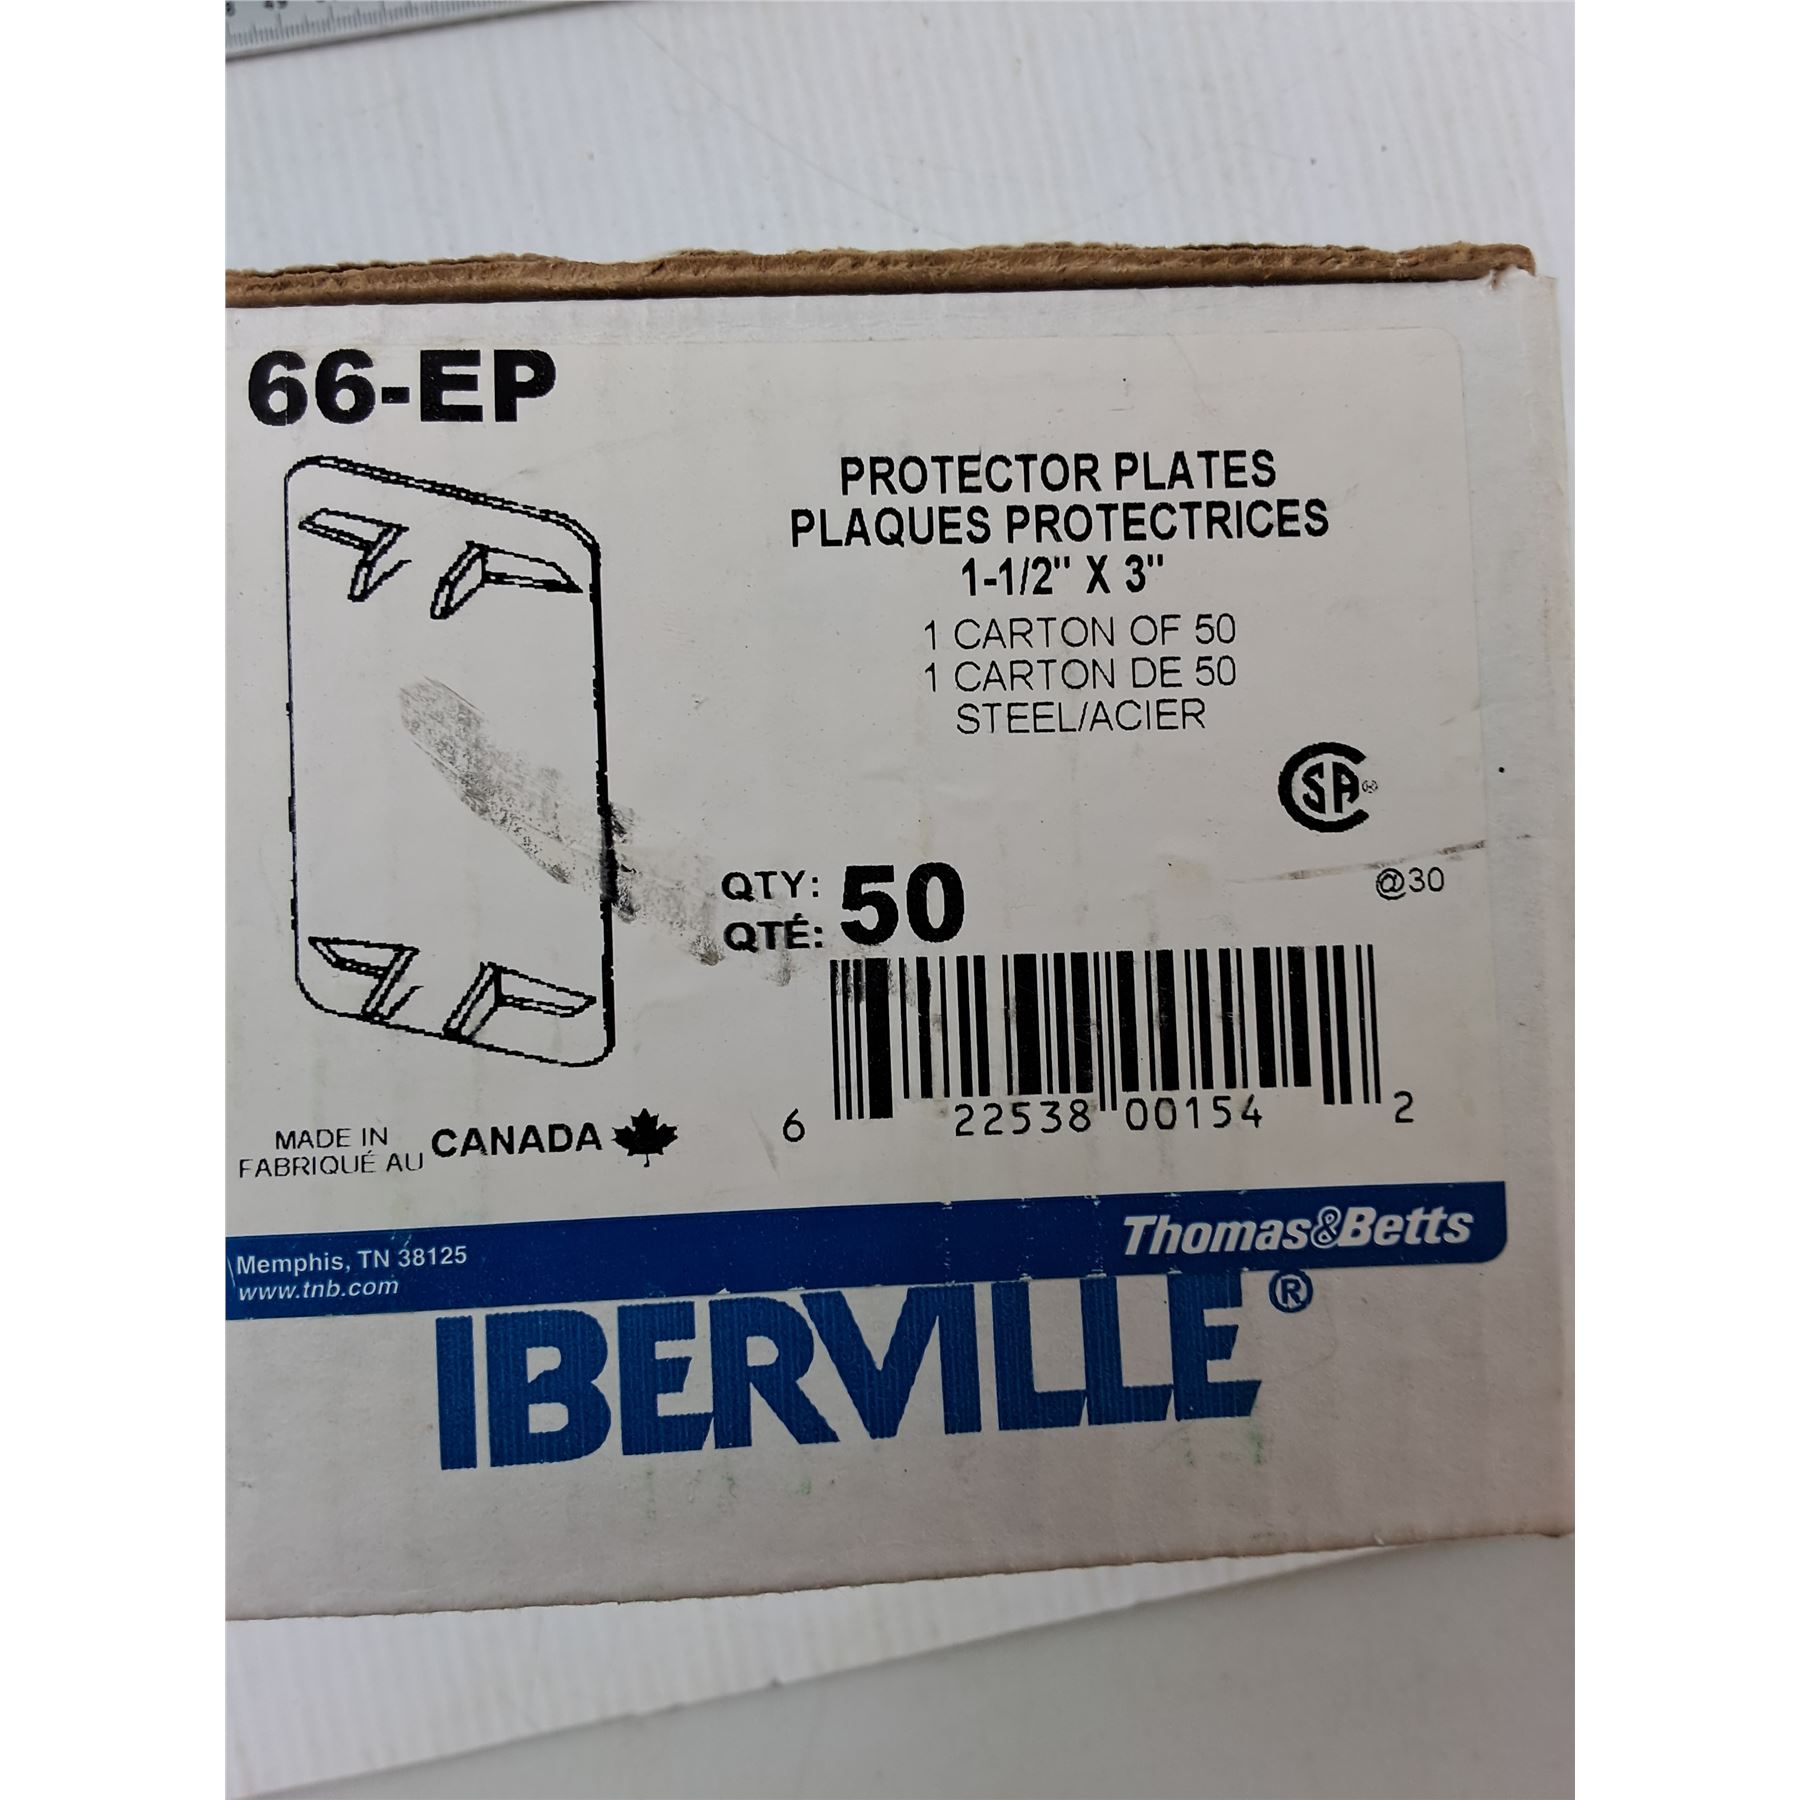 66-EP
PROTECTOR PLATES
PLAQUES PROTECTRICES
1-1/2" X 3"
1 CARTON OF 50
1 CARTON DE 50
STEEL/ACIER
CSA
@30
QTY: 50
QTÉ:
6 22538 00154 2
MADE IN
FABRIQUÉ AU
CANADA
Memphis, TN 38125
www.tnb.com
Thomas&Betts
IBERVILLE®